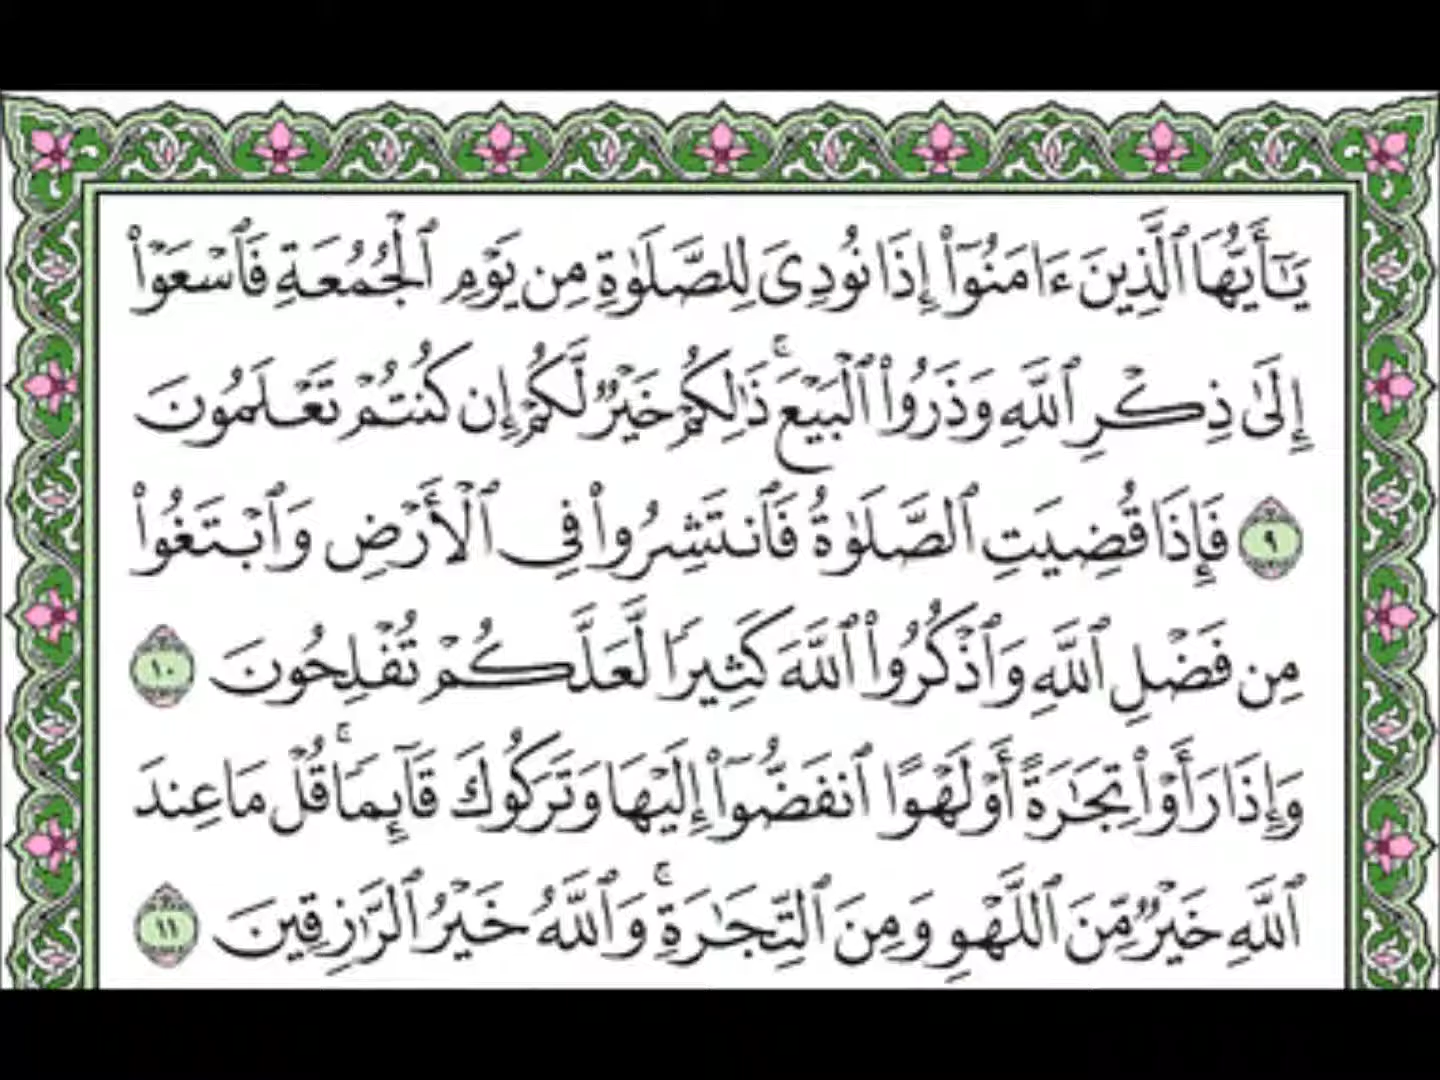 يَٰٓأَيُّهَا ٱلَّذِينَ ءَامَنُوٓا۟ إِذَا نُودِىَ لِلصَّلَوٰةِ مِن يَوْمِ ٱلْجُمُعَةِ فَٱسْعَوْا۟
إِلَىٰ ذِكْرِ ٱللَّهِ وَذَرُوا۟ ٱلْبَيْعَ ۚ ذَٰلِكُمْ خَيْرٌ لَّكُمْ إِن كُنتُمْ تَعْلَمُونَ
٩ فَإِذَا قُضِيَتِ ٱلصَّلَوٰةُ فَٱنتَشِرُوا۟ فِى ٱلْأَرْضِ وَٱبْتَغُوا۟
مِن فَضْلِ ٱللَّهِ وَٱذْكُرُوا۟ ٱللَّهَ كَثِيرًا لَّعَلَّكُمْ تُفْلِحُونَ ١٠
وَإِذَا رَأَوْا۟ تِجَٰرَةً أَوْ لَهْوًا ٱنفَضُّوٓا۟ إِلَيْهَا وَتَرَكُوكَ قَآئِمًا ۚ قُلْ مَا عِندَ
ٱللَّهِ خَيْرٌ مِّنَ ٱللَّهْوِ وَمِنَ ٱلتِّجَٰرَةِ ۚ وَٱللَّهُ خَيْرُ ٱلرَّٰزِقِينَ ١١